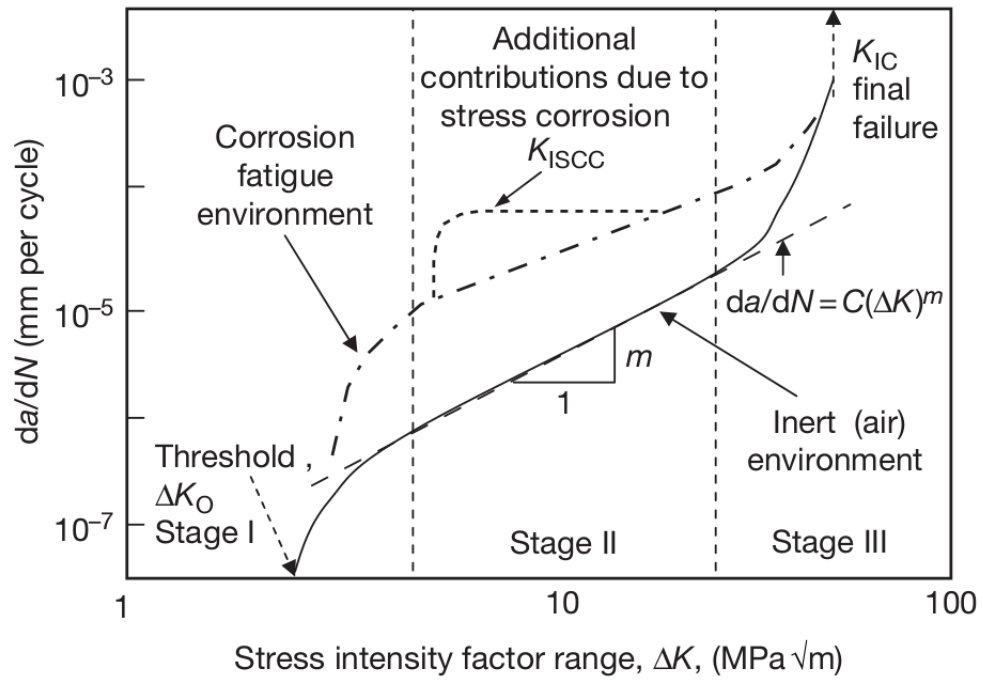 Additional
contributions due to
stress corrosion
K_ISCC
K_IC
final
failure
Corrosion
fatigue
environment
10⁻³
10⁻⁵
10⁻⁷
da/dN (mm per cycle)
da/dN = C(ΔK)ᵐ
m
1
Inert (air)
environment
Threshold,
ΔK_O
Stage I
Stage II
Stage III
1
10
100
Stress intensity factor range, ΔK, (MPa √m)